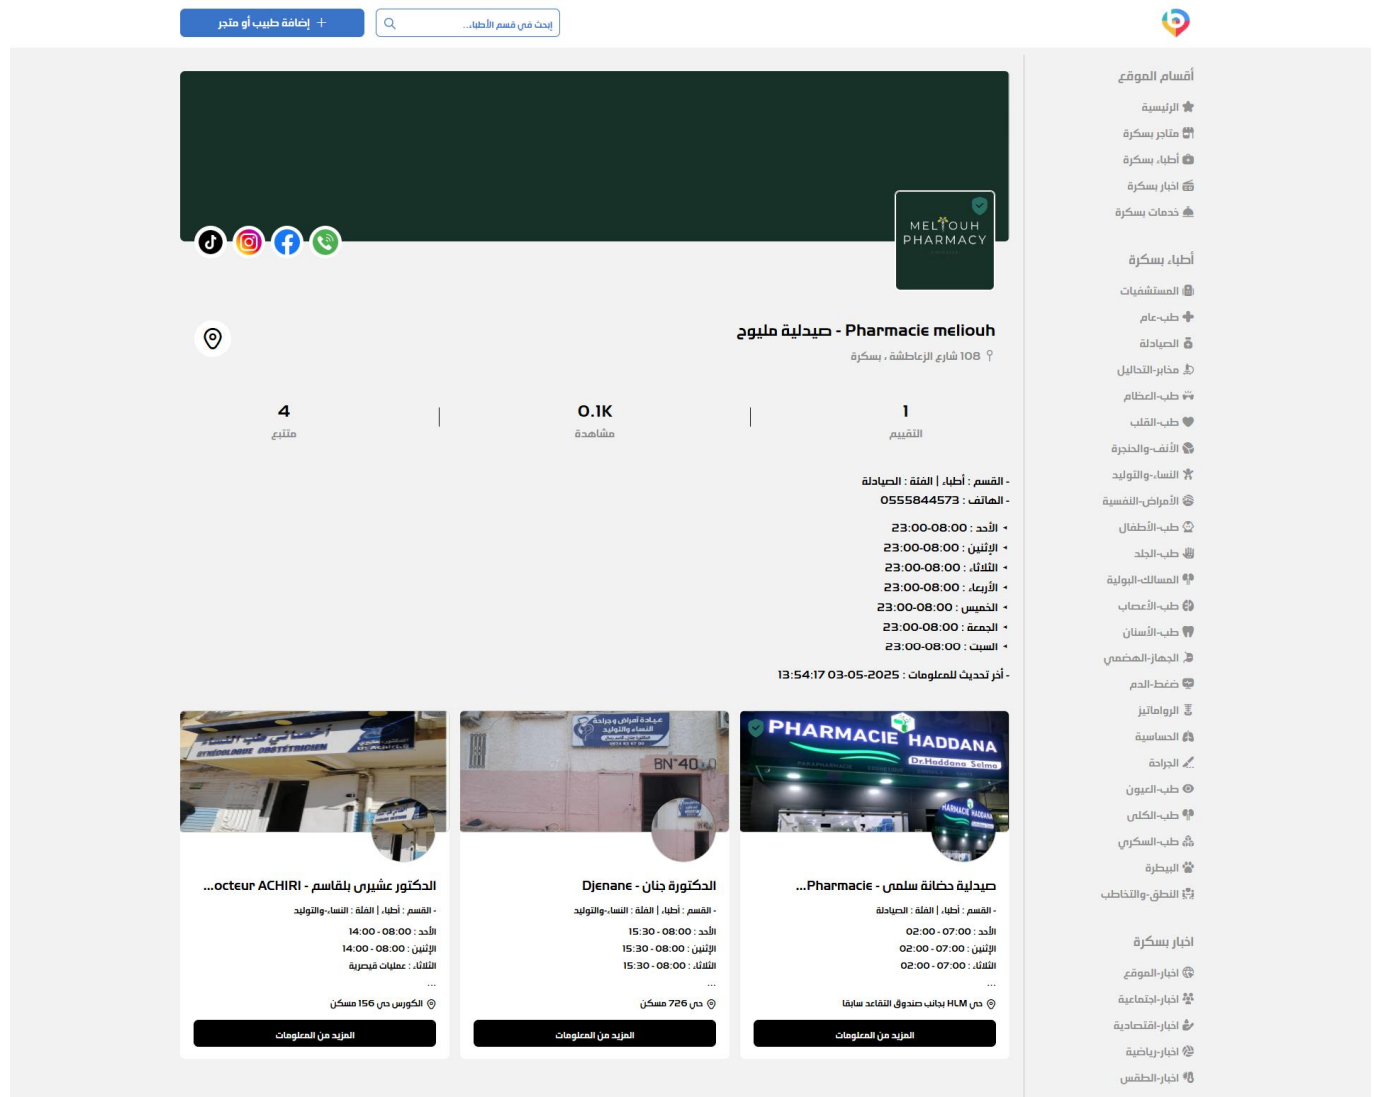 إبحث في قسم الأطباء...
+ إضافة طبيب أو متجر
أقسام الموقع
الرئيسية
متاجر بسكرة
أطباء بسكرة
اخبار بسكرة
خدمات بسكرة
أطباء بسكرة
المستشفيات
طب-عام
الصيادلة
مخابر-التحاليل
طب-العظام
طب-القلب
الأنف-والحنجرة
النساء-والتوليد
الأمراض-النفسية
طب-الأطفال
طب-الجلد
المسالك-البولية
طب-الأعصاب
طب-الأسنان
الجهاز-الهضمي
ضغط-الدم
الروماتيز
الحساسية
الجراحة
طب-العيون
طب-الكلى
طب-السكري
البيطرة
النطق-والتخاطب
اخبار بسكرة
اخبار-الموقع
اخبار-اجتماعية
اخبار-اقتصادية
اخبار-رياضية
اخبار-الطقس
MELIOUH
PHARMACY
Pharmacie meliouh - صيدلية مليوح
108 شارع الزعاطشة ، بسكرة
1
التقييم
0.1K
مشاهدة
4
متتبع
- القسم : أطباء | الفئة : الصيادلة
- الهاتف : 0555844573
الأحد : 08:00-23:00
الإثنين : 08:00-23:00
الثلاثاء : 08:00-23:00
الأربعاء : 08:00-23:00
الخميس : 08:00-23:00
الجمعة : 08:00-23:00
السبت : 08:00-23:00
- أخر تحديث للمعلومات : 2025-05-03 13:54:17
PHARMACIE HADDANA
Dr.Haddana Selma
PHARMACIE HADDANA
صيدلية حضانة سلمى - Pharmacie...
- القسم : أطباء | الفئة : الصيادلة
الأحد : 07:00 - 02:00
الإثنين : 07:00 - 02:00
الثلاثاء : 07:00 - 02:00
...
حي HLM بجانب صندوق التقاعد سابقا
المزيد من المعلومات
عيادة أمراض وجراحة
النساء والتوليد
BN°40
الدكتورة جنان - Djenane
- القسم : أطباء | الفئة : النساء-والتوليد
الأحد : 08:00 - 15:30
الإثنين : 08:00 - 15:30
الثلاثاء : 08:00 - 15:30
...
حي 726 مسكن
المزيد من المعلومات
أخصائي طب النساء
GYNÉCOLOGUE OBSTÉTRICIEN
الدكتور عشيري بلقاسم - octeur ACHIRI...
- القسم : أطباء | الفئة : النساء-والتوليد
الأحد : 08:00 - 14:00
الإثنين : 08:00 - 14:00
الثلاثاء : عمليات قيصرية
...
الكورس حي 156 مسكن
المزيد من المعلومات